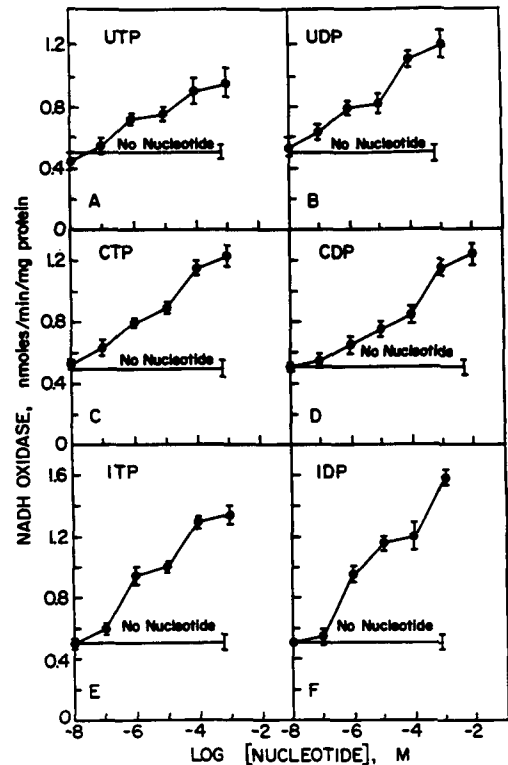 UTP
UDP
1.2
0.8
0.4
0
No Nucleotide
No Nucleotide
A
B
CTP
CDP
1.2
0.8
0.4
0
No Nucleotide
No Nucleotide
C
D
ITP
IDP
1.6
1.2
0.8
0.4
0
No Nucleotide
No Nucleotide
E
F
-8 -6 -4 -2 -8 -6 -4 -2
LOG [NUCLEOTIDE], M
NADH OXIDASE, nmoles/min/mg protein